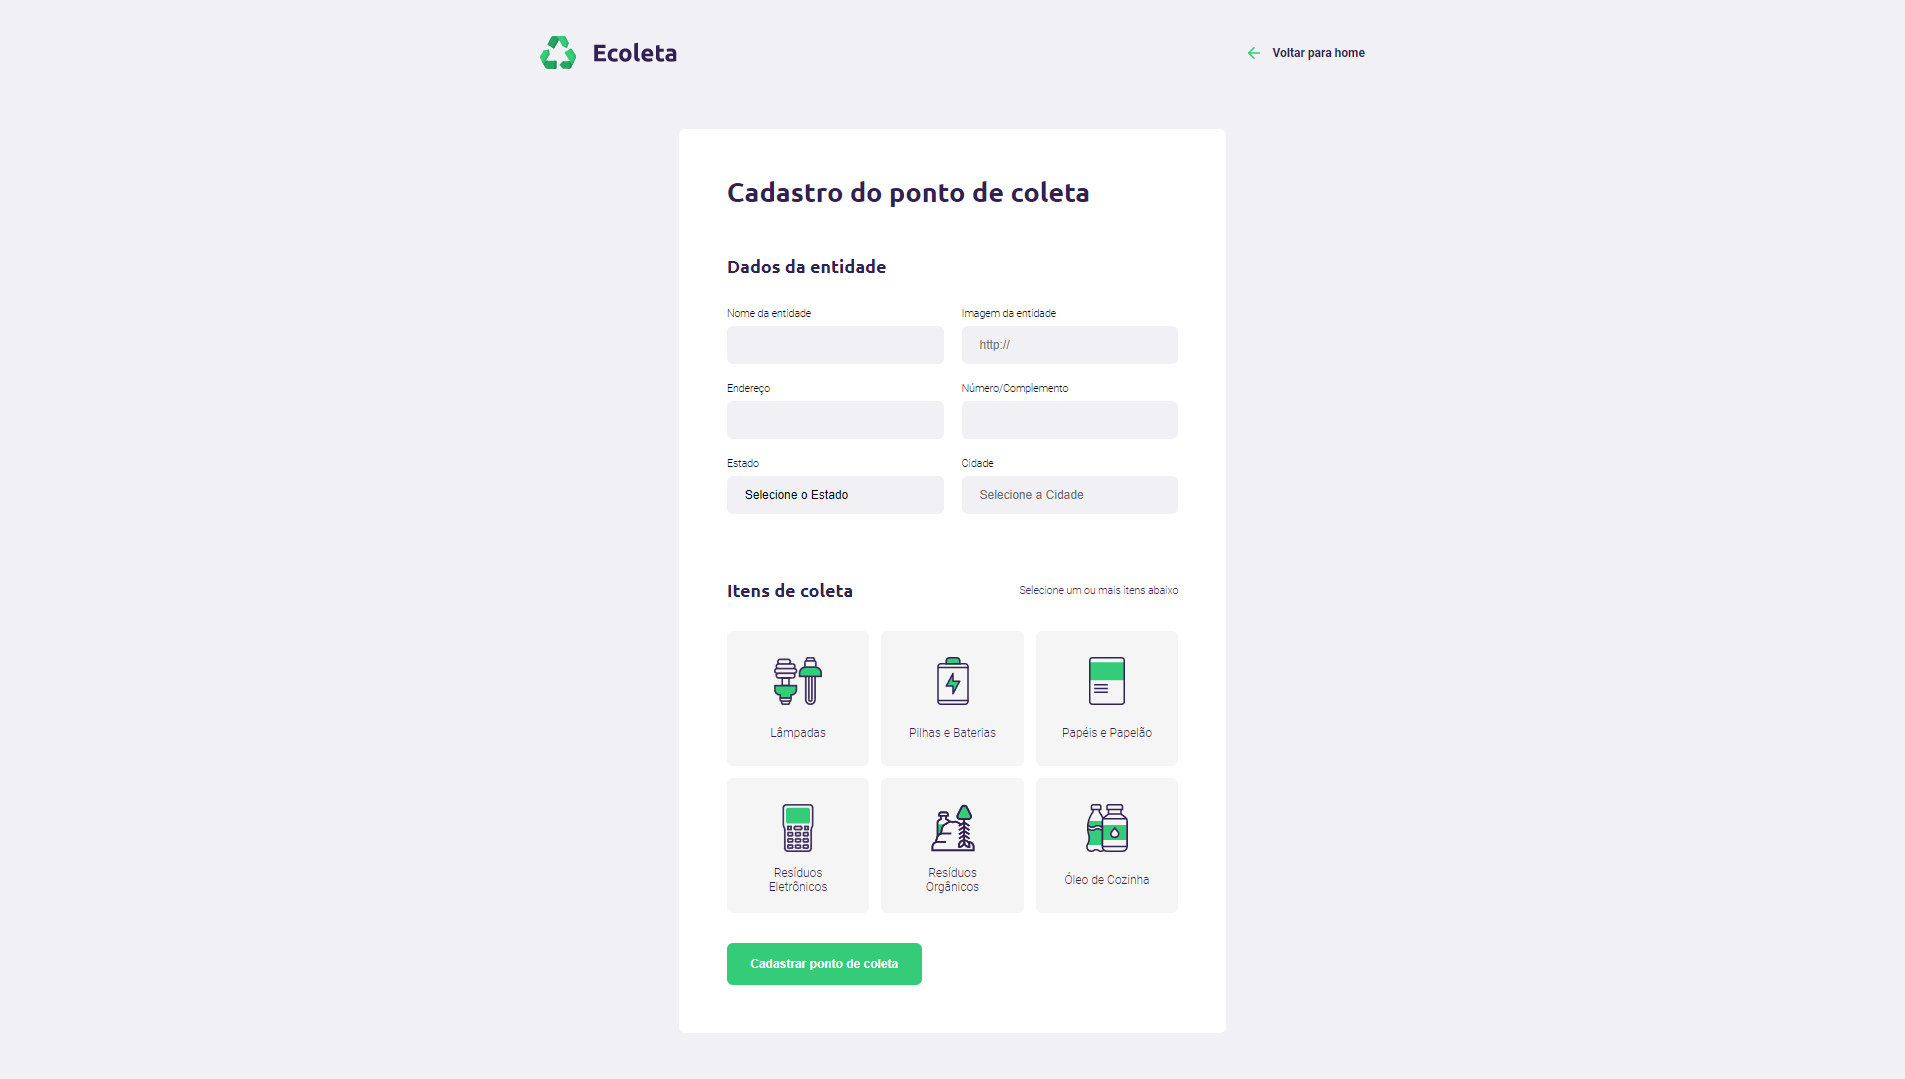 Ecoleta
Voltar para home
Cadastro do ponto de coleta
Dados da entidade
Nome da entidade
Imagem da entidade
http://
Endereço
Número/Complemento
Estado
Cidade
Selecione o Estado
Selecione a Cidade
Itens de coleta
Selecione um ou mais itens abaixo
Lâmpadas
Pilhas e Baterias
Papéis e Papelão
Resíduos
Eletrônicos
Resíduos
Orgânicos
Óleo de Cozinha
Cadastrar ponto de coleta